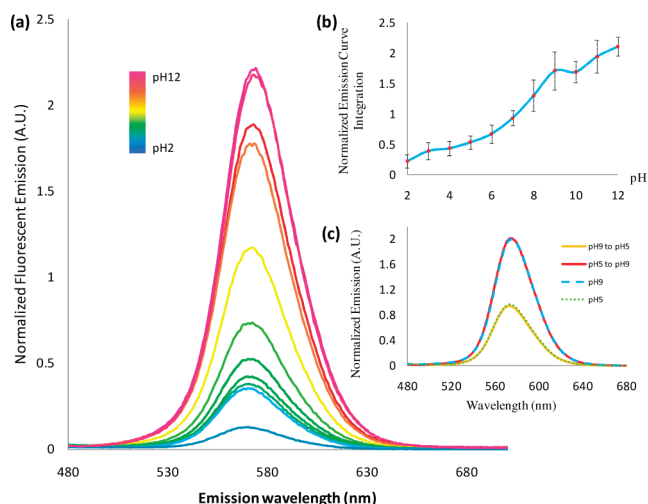 (a)
Normalized Fluorescent Emission (A.U.)
2.5
2
1.5
1
0.5
0
pH12
pH2
480
530
580
630
680
Emission wavelength (nm)
(b)
Normalized Emission Curve
Integration
2.5
2
1.5
1
0.5
0
2
4
6
8
10
12
pH
(c)
Normalized Emission (A.U.)
2
1.6
1.2
0.8
0.4
0
pH9 to pH5
pH5 to pH9
pH9
pH5
480
520
560
600
640
680
Wavelength (nm)